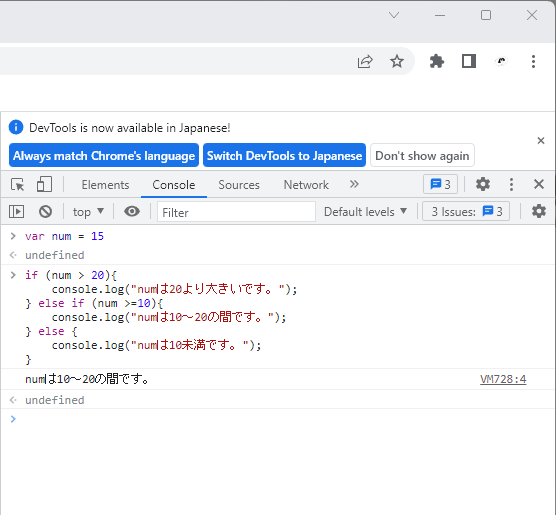 DevTools is now available in Japanese!
Always match Chrome's language Switch DevTools to Japanese Don't show again
Elements Console Sources Network 3
top Filter Default levels 3 Issues: 3
var num = 15
undefined
if (num > 20){
console.log("numは20より大きいです。");
} else if (num >=10){
console.log("numは10～20の間です。");
} else {
console.log("numは10未満です。");
}
numは10～20の間です。 VM728:4
undefined